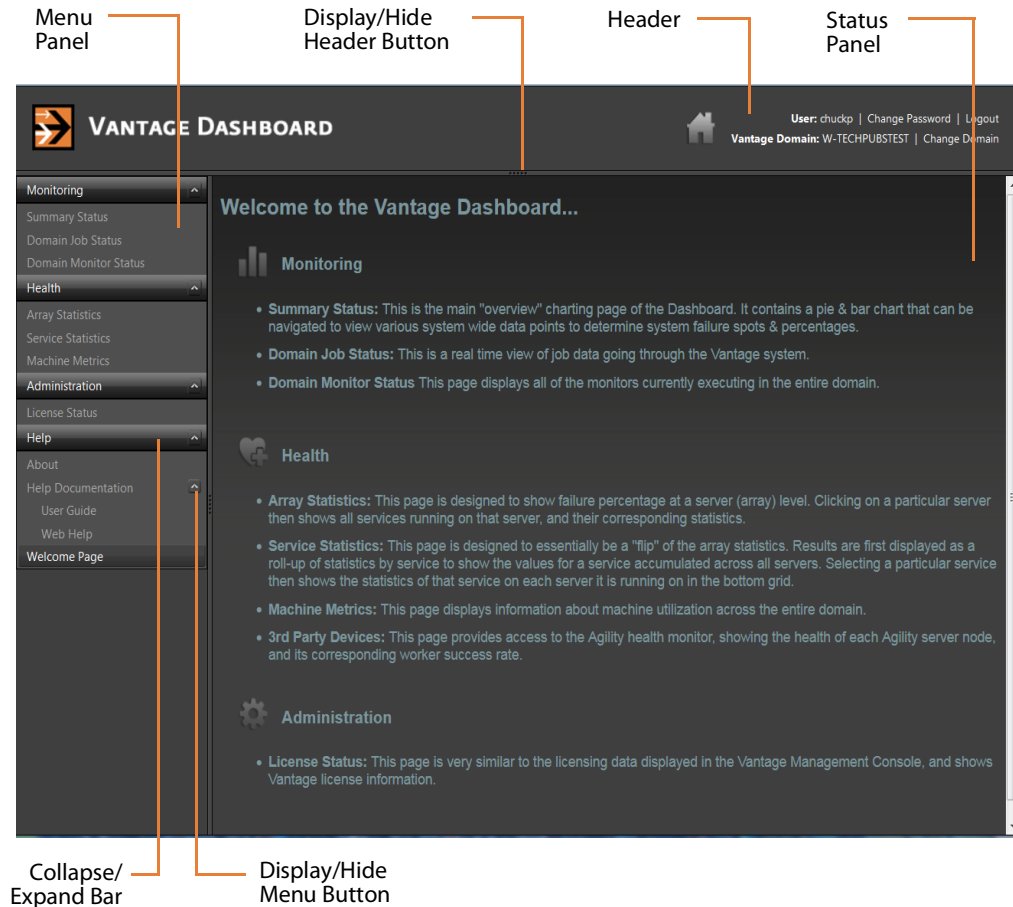 Menu
Panel
Display/Hide
Header Button
Header
Status
Panel
VANTAGE DASHBOARD
User: chuckp | Change Password | Logout
Vantage Domain: W-TECHPUBSTEST | Change Domain
Monitoring
Summary Status
Domain Job Status
Domain Monitor Status
Health
Array Statistics
Service Statistics
Machine Metrics
Administration
License Status
Help
About
Help Documentation
User Guide
Web Help
Welcome Page
Welcome to the Vantage Dashboard...
Monitoring
• Summary Status: This is the main "overview" charting page of the Dashboard. It contains a pie & bar chart that can be
navigated to view various system wide data points to determine system failure spots & percentages.
• Domain Job Status: This is a real time view of job data going through the Vantage system.
• Domain Monitor Status This page displays all of the monitors currently executing in the entire domain.
Health
• Array Statistics: This page is designed to show failure percentage at a server (array) level. Clicking on a particular server
then shows all services running on that server, and their corresponding statistics.
• Service Statistics: This page is designed to essentially be a "flip" of the array statistics. Results are first displayed as a
roll-up of statistics by service to show the values for a service accumulated across all servers. Selecting a particular service
then shows the statistics of that service on each server it is running on in the bottom grid.
• Machine Metrics: This page displays information about machine utilization across the entire domain.
• 3rd Party Devices: This page provides access to the Agility health monitor, showing the health of each Agility server node,
and its corresponding worker success rate.
Administration
• License Status: This page is very similar to the licensing data displayed in the Vantage Management Console, and shows
Vantage license information.
Collapse/
Expand Bar
Display/Hide
Menu Button